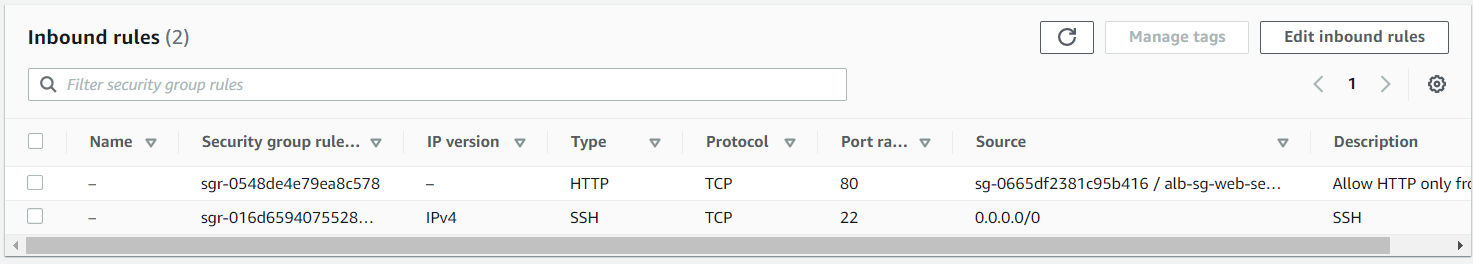 Inbound rules (2)
Manage tags
Edit inbound rules
Filter security group rules
1
Name Security group rule... IP version Type Protocol Port ra... Source Description
– sgr-0548de4e79ea8c578 – HTTP TCP 80 sg-0665df2381c95b416 / alb-sg-web-se... Allow HTTP only fro
– sgr-016d6594075528... IPv4 SSH TCP 22 0.0.0.0/0 SSH